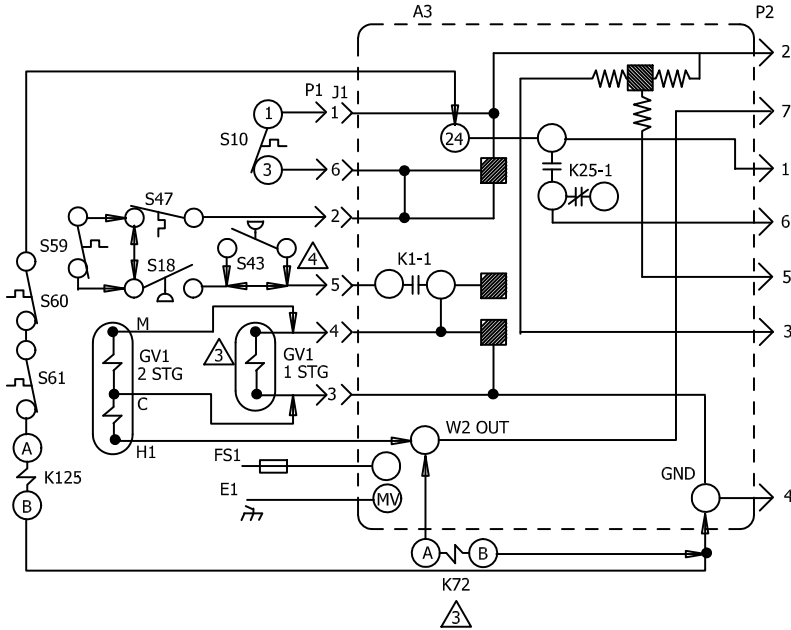 A3
P2
2
P1 J1
1
1
7
S10
24
3
6
1
K25-1
S47
2
6
S59
S43
4
K1-1
S18
5
5
S60
M
4
3
3
GV1
2 STG
GV1
1 STG
S61
C
3
W2 OUT
H1
A
FS1
GND
K125
E1
MV
4
B
A
B
K72
3